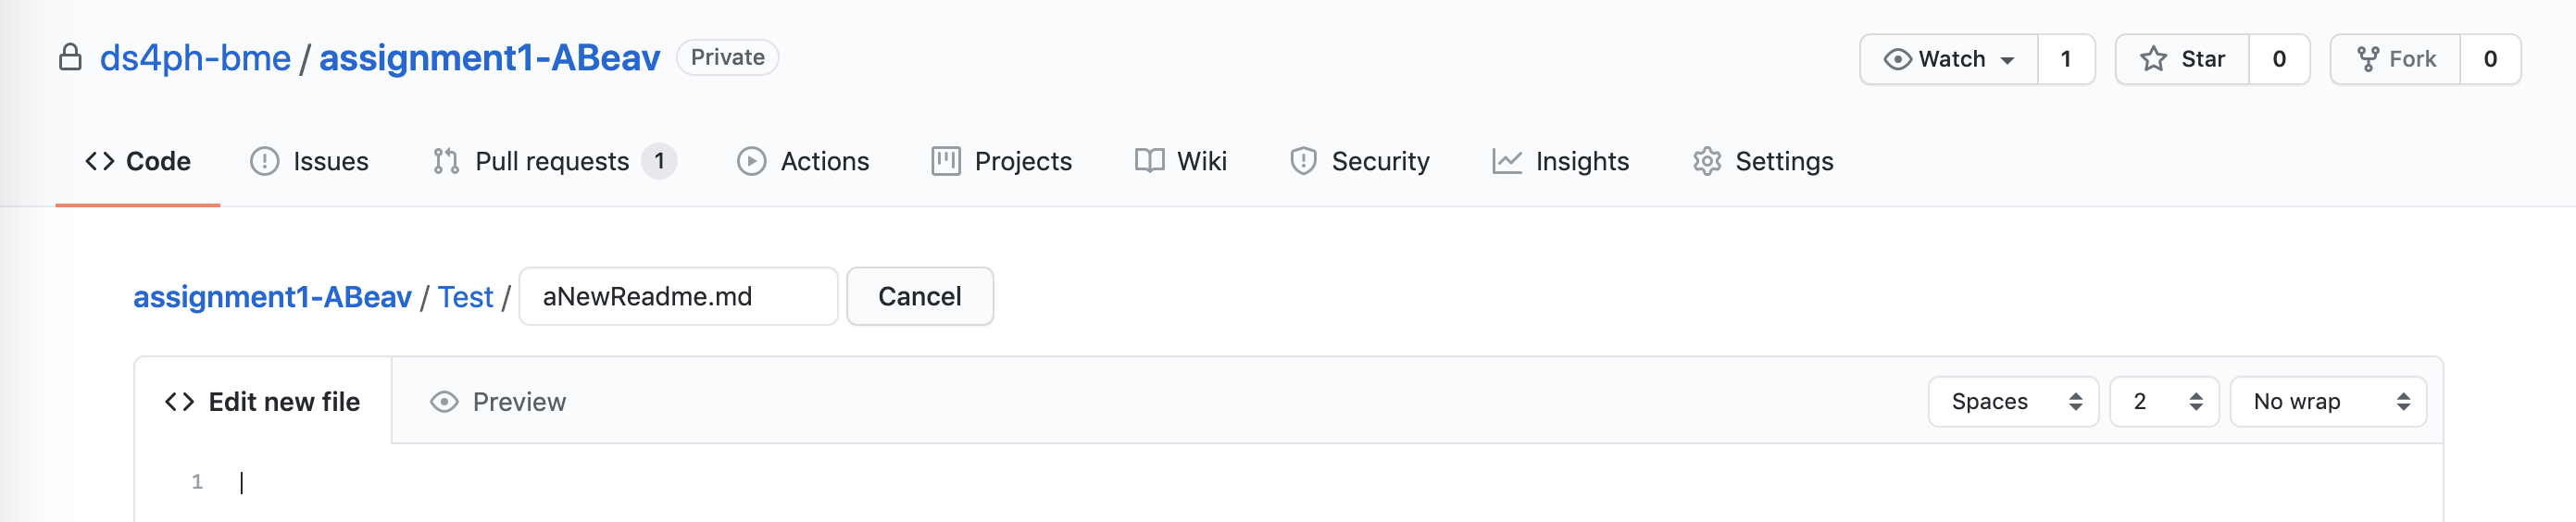 ds4ph-bme / assignment1-ABeav Private Watch 1 Star 0 Fork 0
Code Issues Pull requests 1 Actions Projects Wiki Security Insights Settings
assignment1-ABeav / Test / aNewReadme.md Cancel
Edit new file Preview Spaces 2 No wrap
1